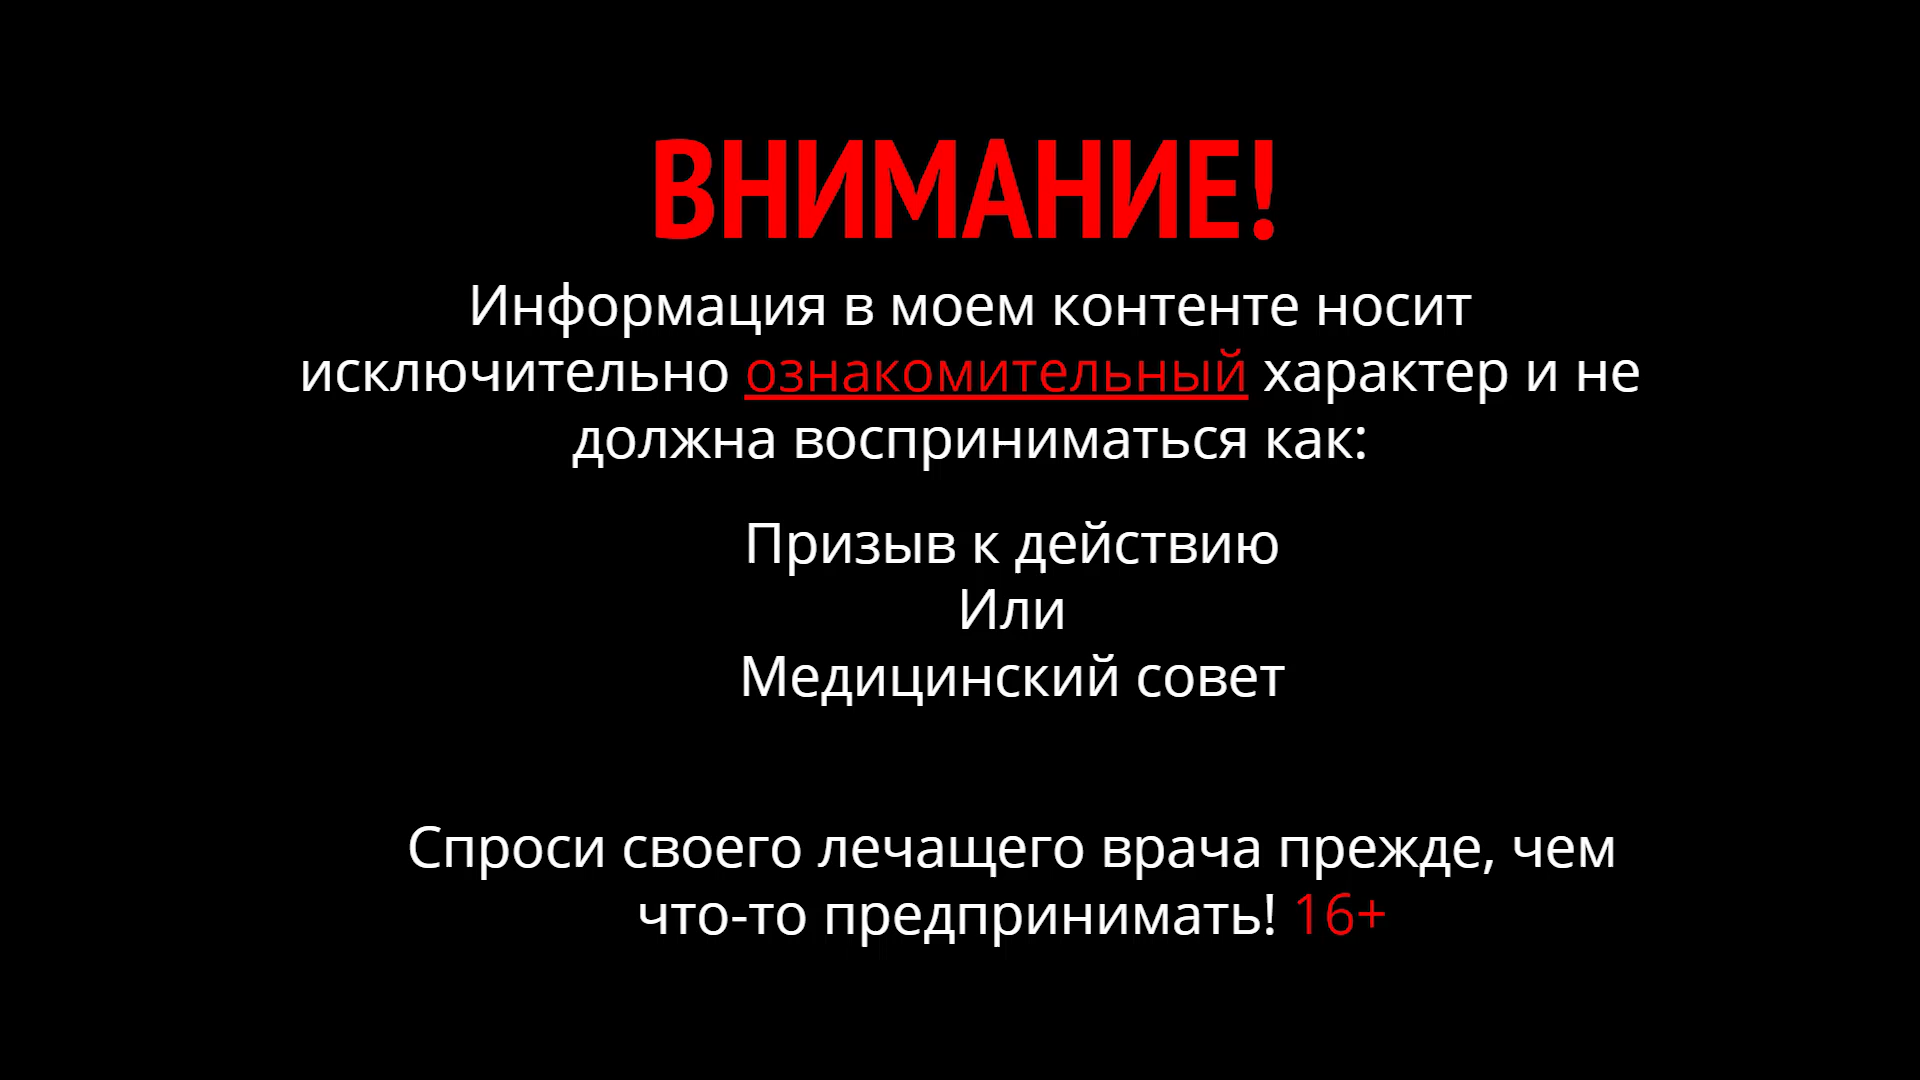 ВНИМАНИЕ!
Информация в моем контенте носит
исключительно ознакомительный характер и не
должна восприниматься как:
Призыв к действию
Или
Медицинский совет
Спроси своего лечащего врача прежде, чем
что-то предпринимать! 16+